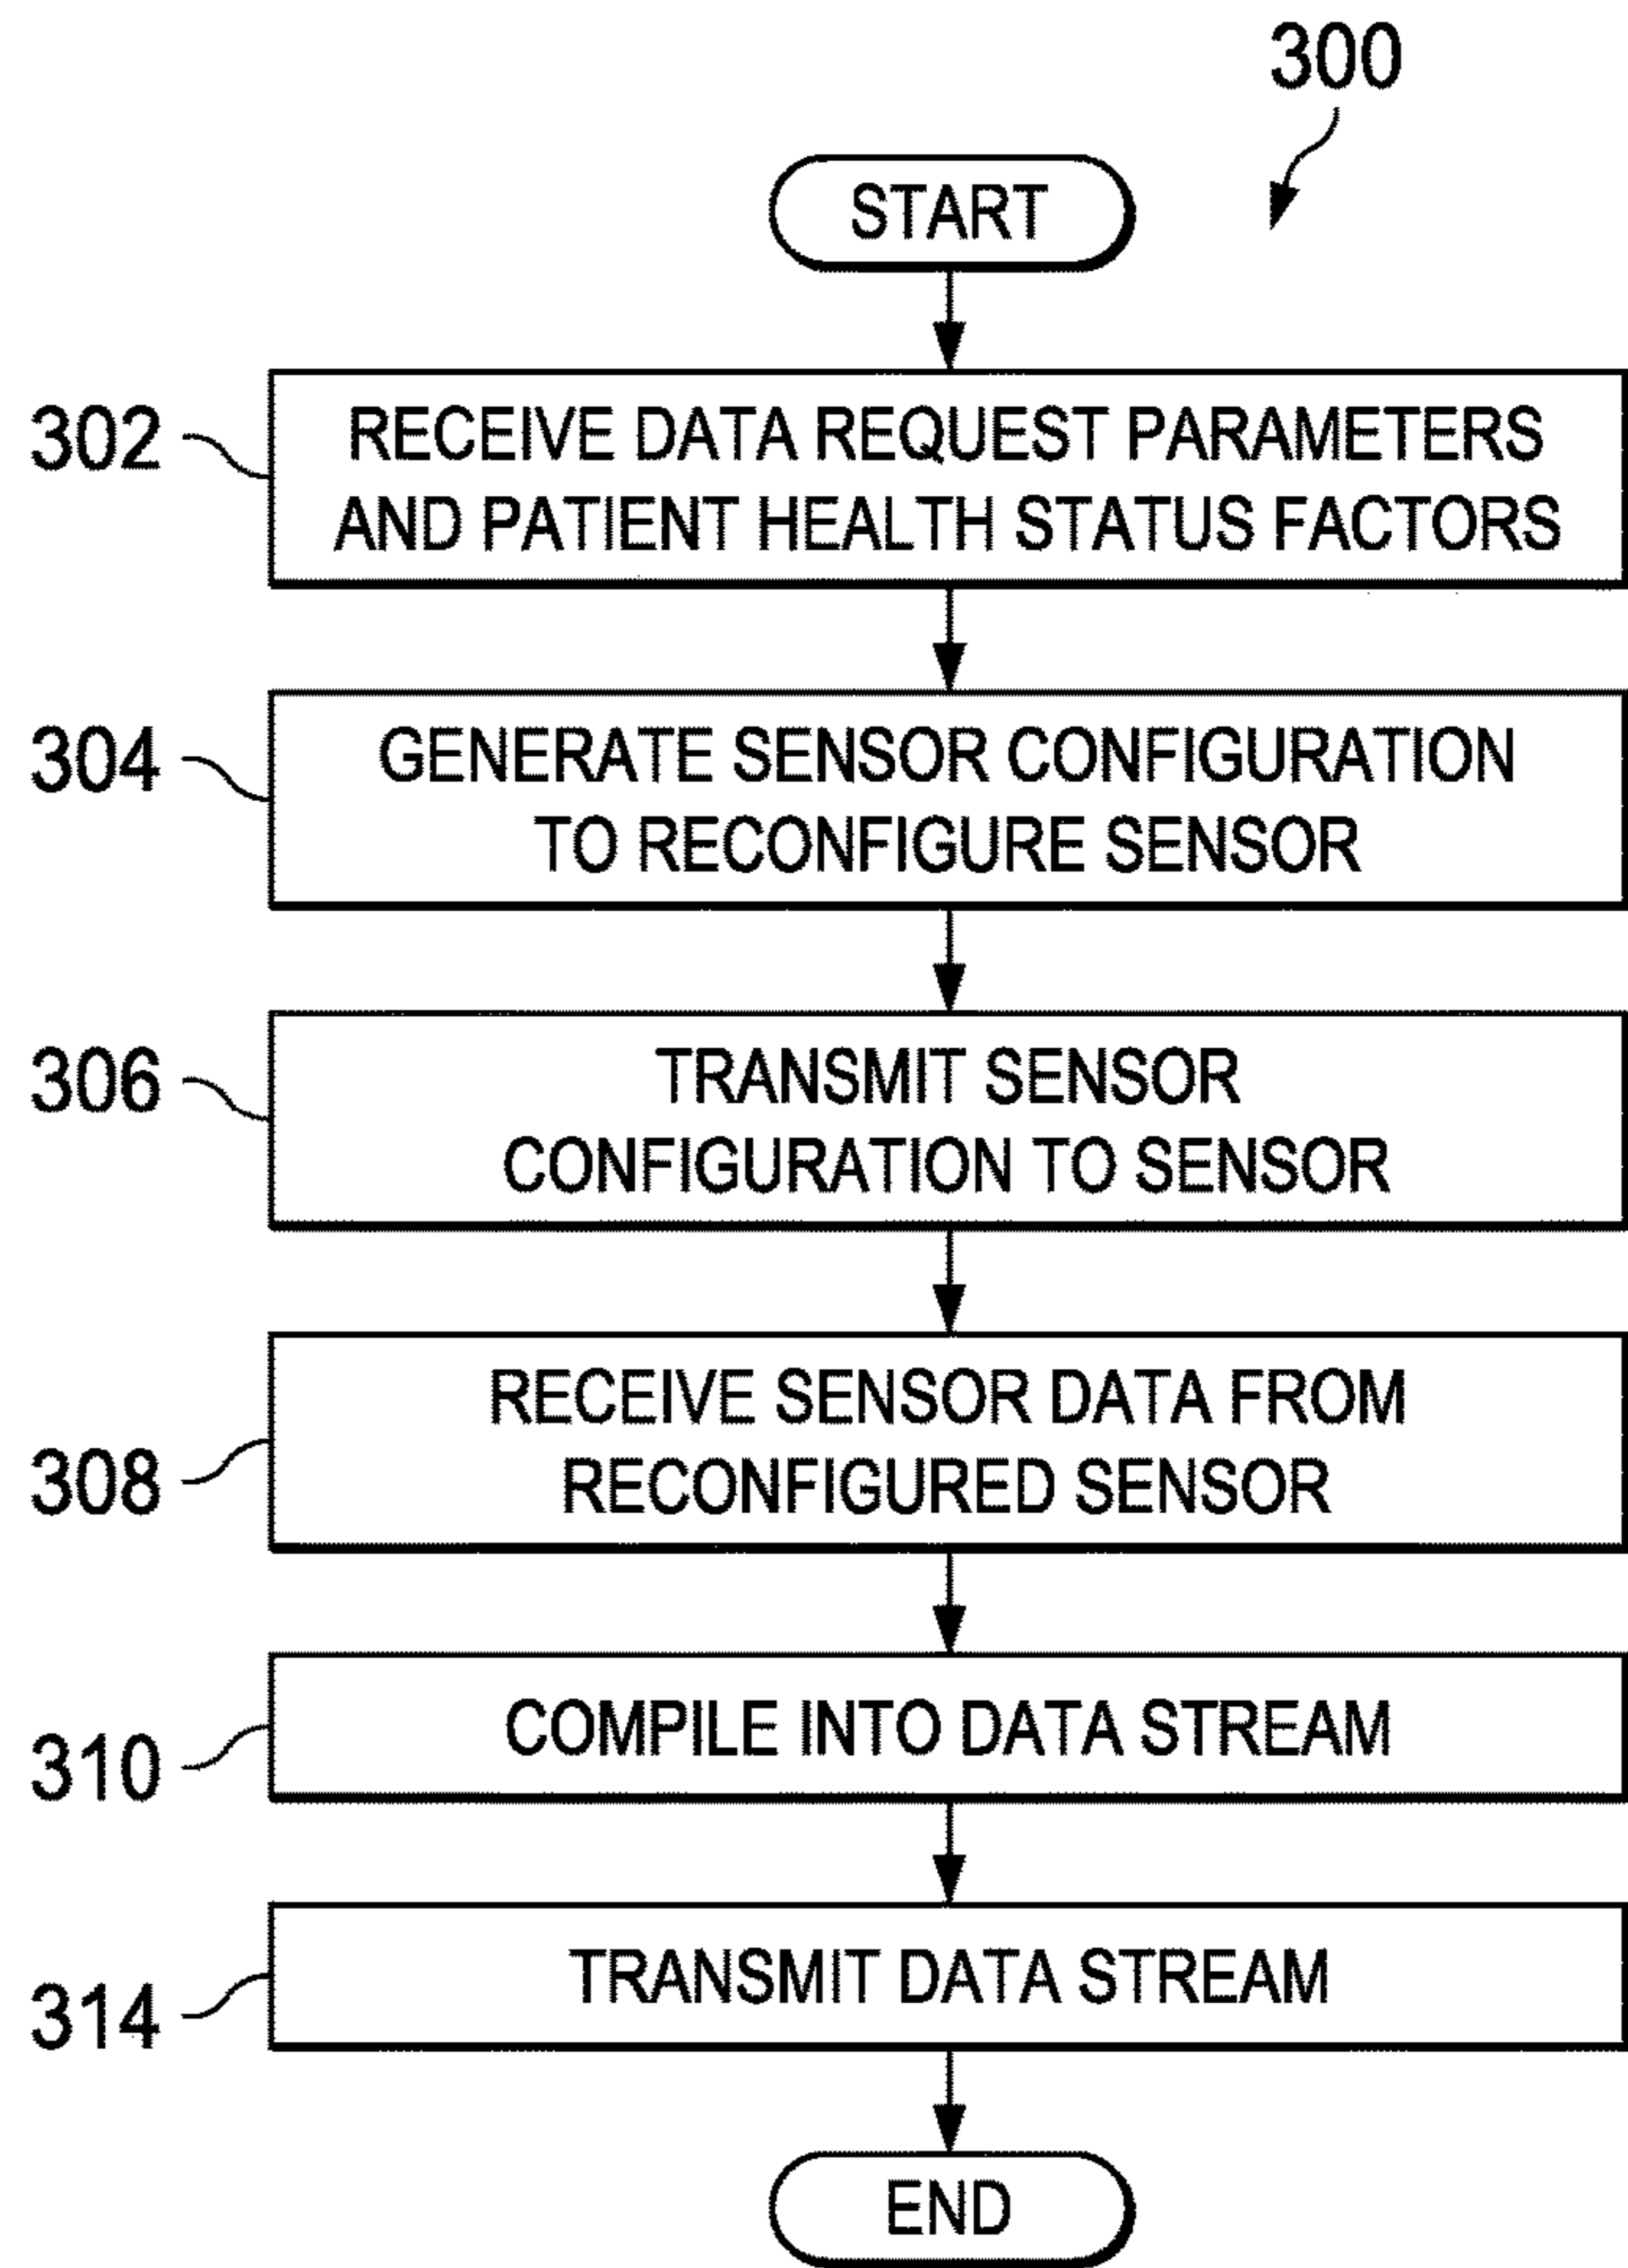 300
START
302
RECEIVE DATA REQUEST PARAMETERS
AND PATIENT HEALTH STATUS FACTORS
304
GENERATE SENSOR CONFIGURATION
TO RECONFIGURE SENSOR
306
TRANSMIT SENSOR
CONFIGURATION TO SENSOR
308
RECEIVE SENSOR DATA FROM
RECONFIGURED SENSOR
310
COMPILE INTO DATA STREAM
314
TRANSMIT DATA STREAM
END